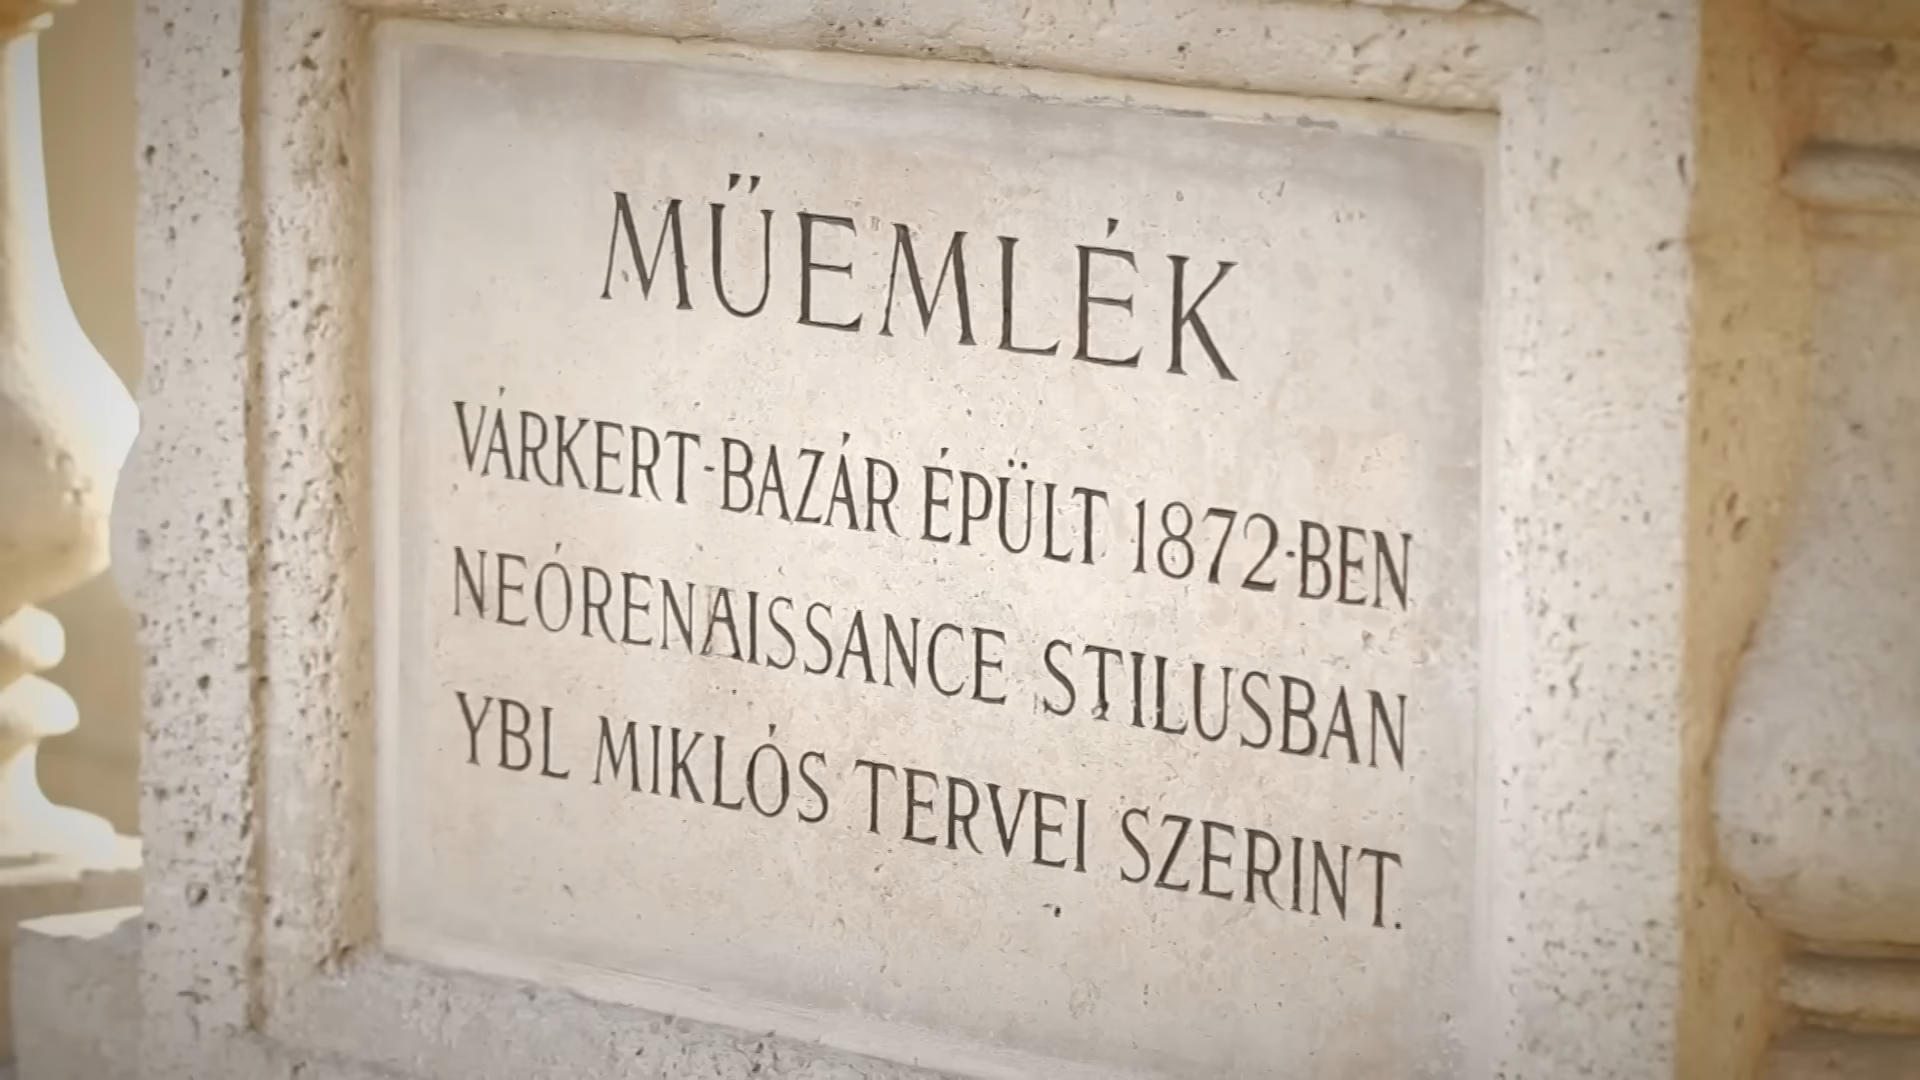 MŰEMLÉK
VÁRKERT-BAZÁR ÉPÜLT 1872-BEN
NEÓRENAISSANCE STILUSBAN
YBL MIKLÓS TERVEI SZERINT.